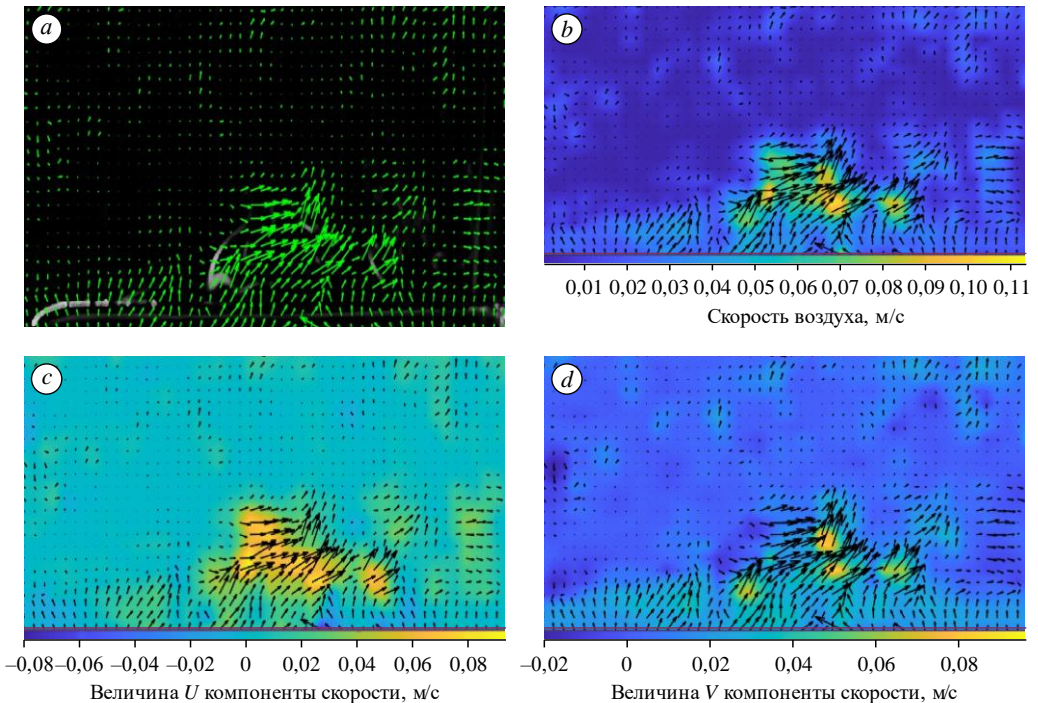 a
b
0,01 0,02 0,03 0,04 0,05 0,06 0,07 0,08 0,09 0,10 0,11
Скорость воздуха, м/с
c
d
–0,08 –0,06 –0,04 –0,02 0 0,02 0,04 0,06 0,08
Величина U компоненты скорости, м/с
–0,02 0 0,02 0,04 0,06 0,08
Величина V компоненты скорости, м/с